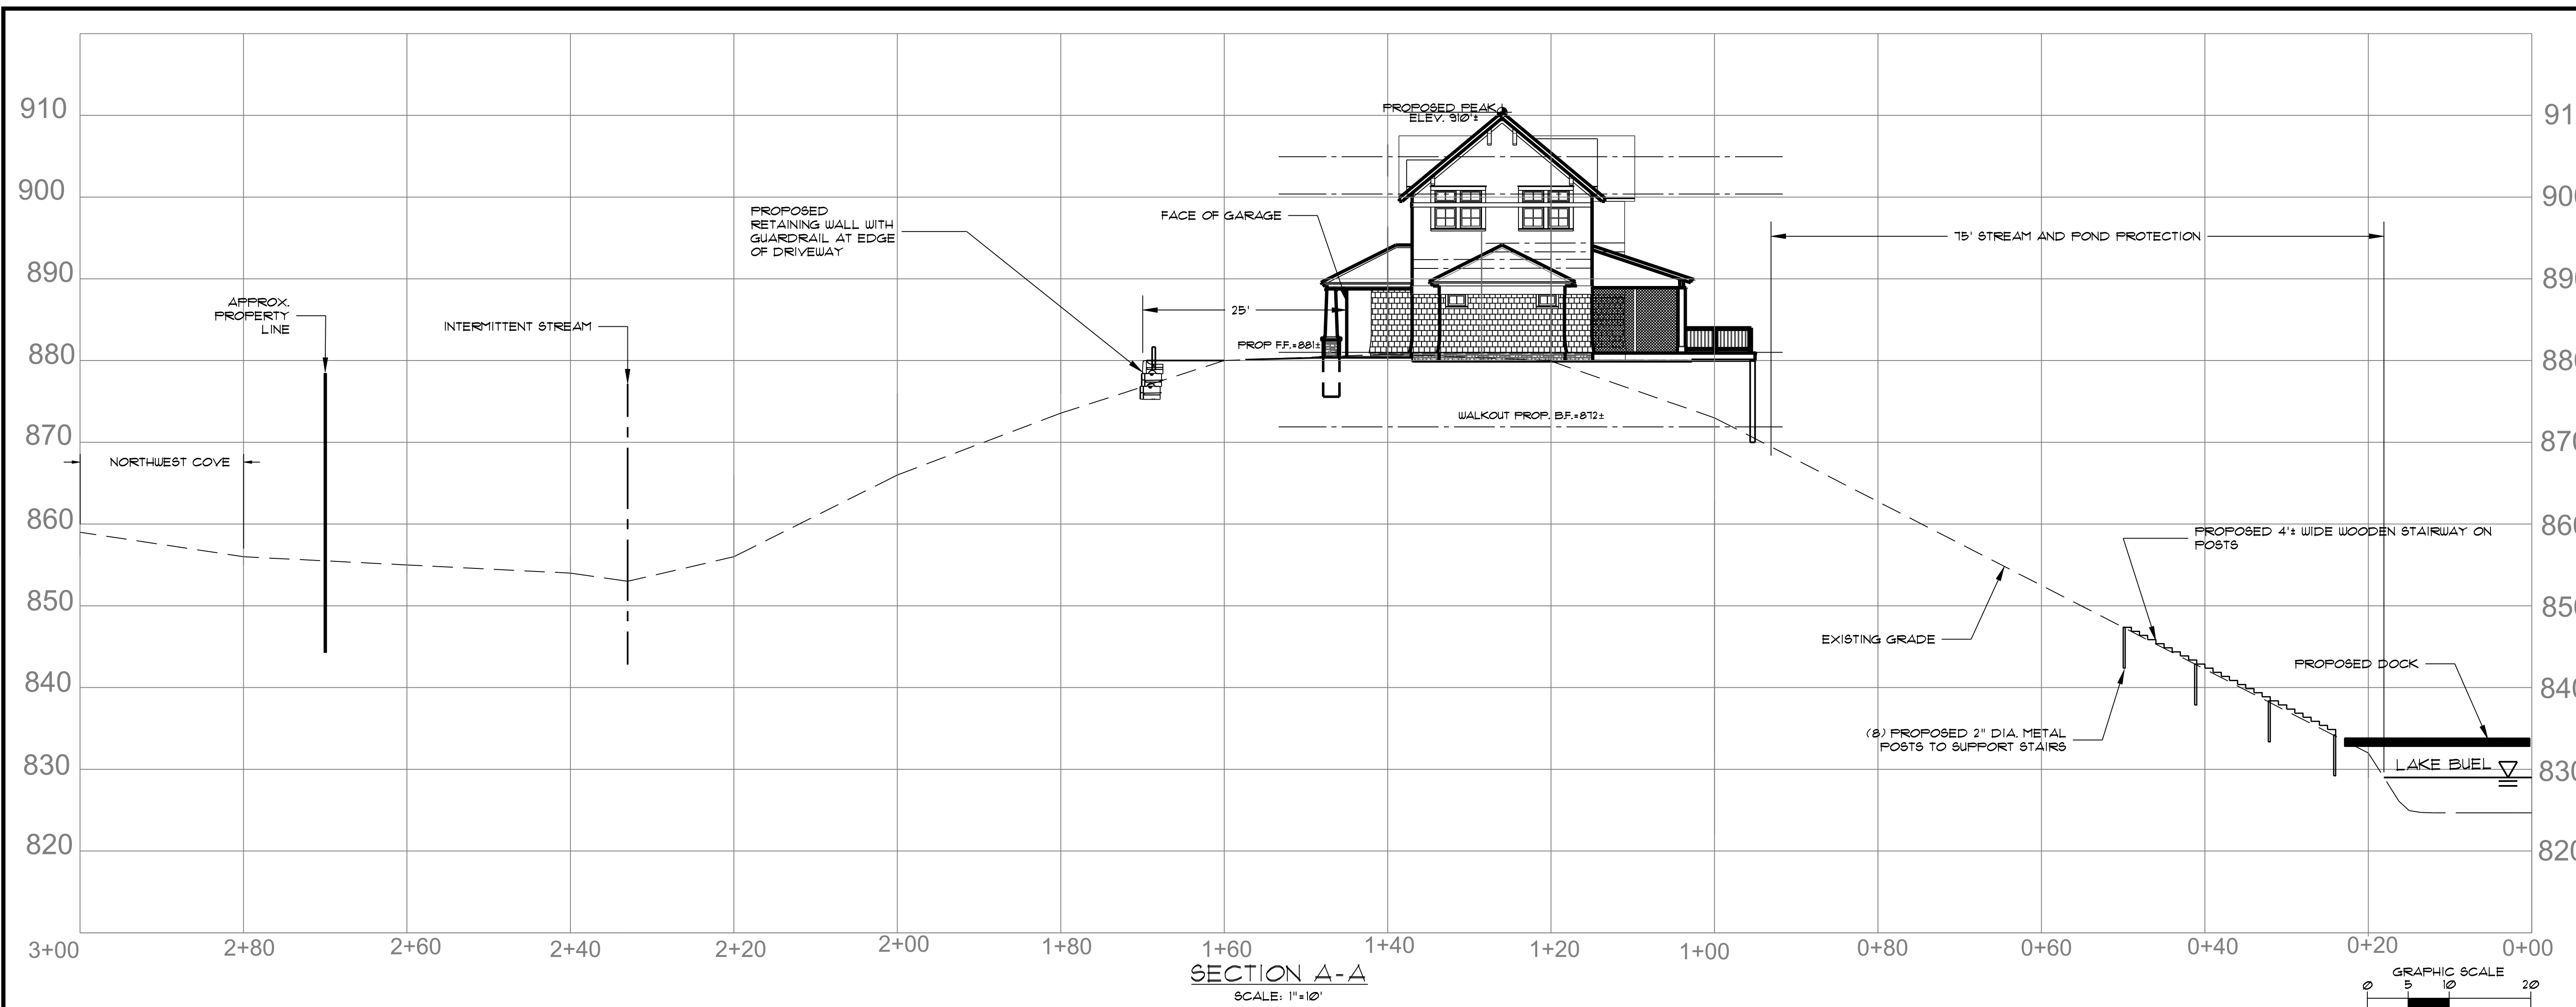 910
900
890
880
870
860
850
840
830
820
PROPOSED PEAK
ELEV. 910'±
PROPOSED
RETAINING WALL WITH
GUARDRAIL AT EDGE
OF DRIVEWAY
FACE OF GARAGE
75' STREAM AND POND PROTECTION
APPROX.
PROPERTY
LINE
INTERMITTENT STREAM
25'
PROP F.F.=881±
WALKOUT PROP. B.F.=872±
NORTHWEST COVE
PROPOSED 4'± WIDE WOODEN STAIRWAY ON
POSTS
EXISTING GRADE
PROPOSED DOCK
(8) PROPOSED 2" DIA. METAL
POSTS TO SUPPORT STAIRS
LAKE BUEL
91
900
890
880
870
860
850
840
830
820
3+00 2+80 2+60 2+40 2+20 2+00 1+80 1+60 1+40 1+20 1+00 0+80 0+60 0+40 0+20 0+00
SECTION A-A
SCALE: 1"=10'
GRAPHIC SCALE
0 5 10 20